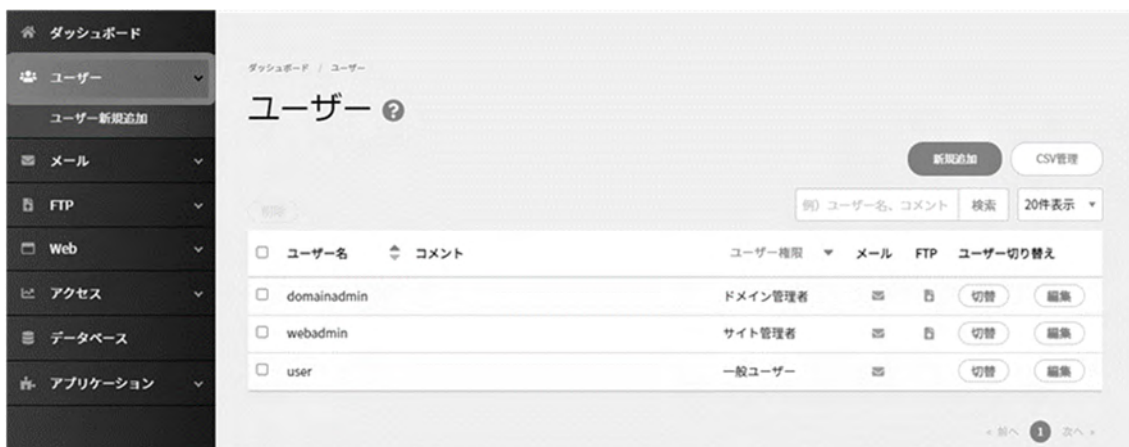 ダッシュボード
ユーザー
ユーザー新規追加
メール
FTP
Web
アクセス
データベース
アプリケーション
ダッシュボード / ユーザー
ユーザー ?
新規追加 CSV管理
削除 例）ユーザー名、コメント 検索 20件表示
ユーザー名 コメント ユーザー権限 メール FTP ユーザー切り替え
domainadmin ドメイン管理者 切替 編集
webadmin サイト管理者 切替 編集
user 一般ユーザー 切替 編集
« 前へ 1 次へ »